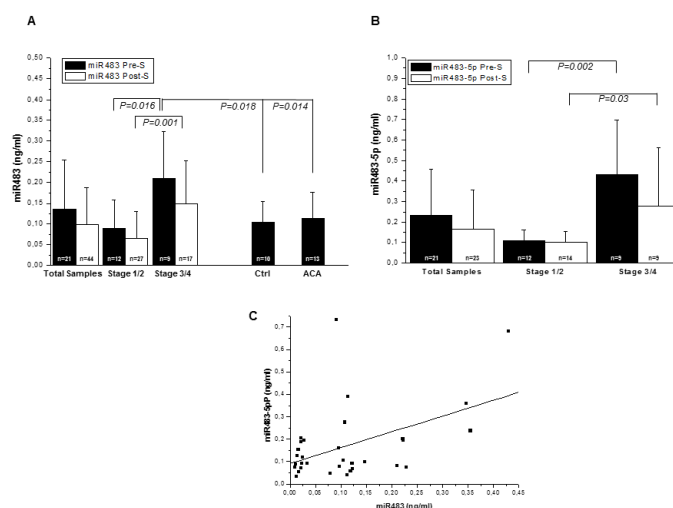 A
miR483 Pre-S
miR483 Post-S
miR483 (ng/ml)
0,50
0,45
0,40
0,35
0,30
0,25
0,20
0,15
0,10
0,05
0,00
P=0.016
P=0.001
P=0.018
P=0.014
n=21 n=44 n=12 n=27 n=9 n=17 n=16 n=13
Total Samples Stage 1/2 Stage 3/4 Ctrl ACA
B
miR483-5p Pre-S
miR483-5p Post-S
miR483-5p (ng/ml)
1,0
0,9
0,8
0,7
0,6
0,5
0,4
0,3
0,2
0,1
0,0
P=0.002
P=0.03
n=21 n=23 n=12 n=14 n=9 n=9
Total Samples Stage 1/2 Stage 3/4
C
miR483-5pP (ng/ml)
0,7
0,6
0,5
0,4
0,3
0,2
0,1
0,0
0,00 0,05 0,10 0,15 0,20 0,25 0,30 0,35 0,40 0,45
miR483 (ng/ml)